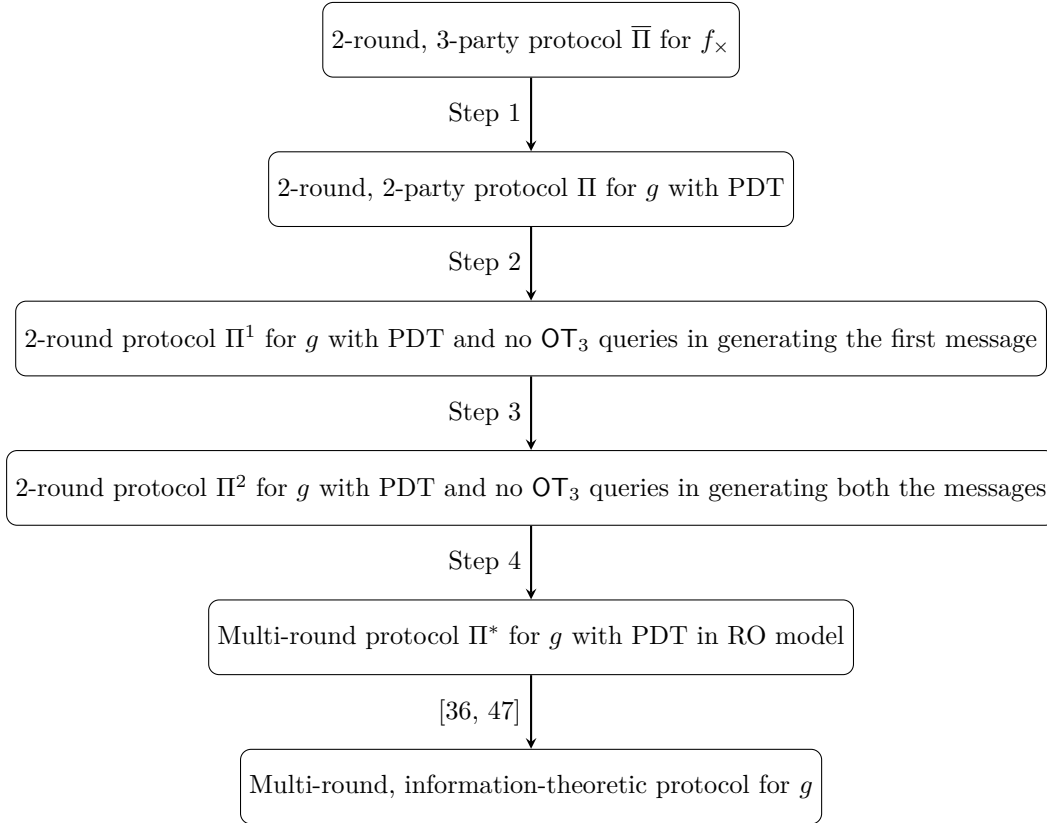 2-round, 3-party protocol Π̅ for f×
Step 1
2-round, 2-party protocol Π for g with PDT
Step 2
2-round protocol Π¹ for g with PDT and no OT₃ queries in generating the first message
Step 3
2-round protocol Π² for g with PDT and no OT₃ queries in generating both the messages
Step 4
Multi-round protocol Π* for g with PDT in RO model
[36, 47]
Multi-round, information-theoretic protocol for g